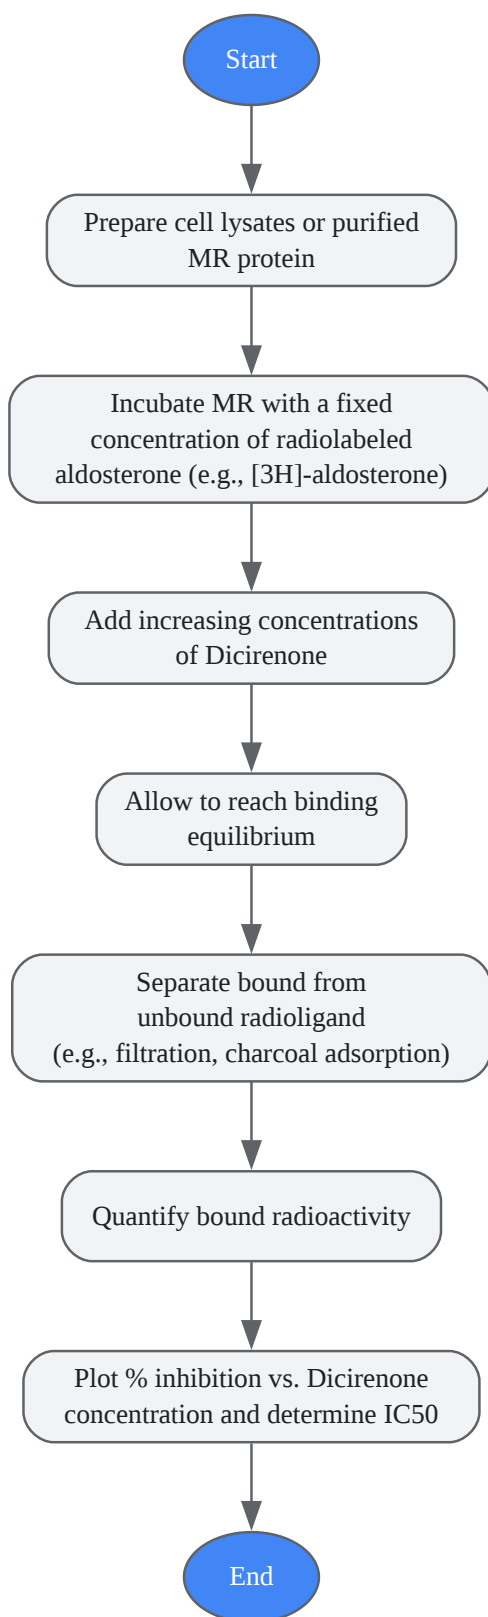 Start
Prepare cell lysates or purified
MR protein
Incubate MR with a fixed
concentration of radiolabeled
aldosterone (e.g., [3H]-aldosterone)
Add increasing concentrations
of Dicirenone
Allow to reach binding
equilibrium
Separate bound from
unbound radioligand
(e.g., filtration, charcoal adsorption)
Quantify bound radioactivity
Plot % inhibition vs. Dicirenone
concentration and determine IC50
End